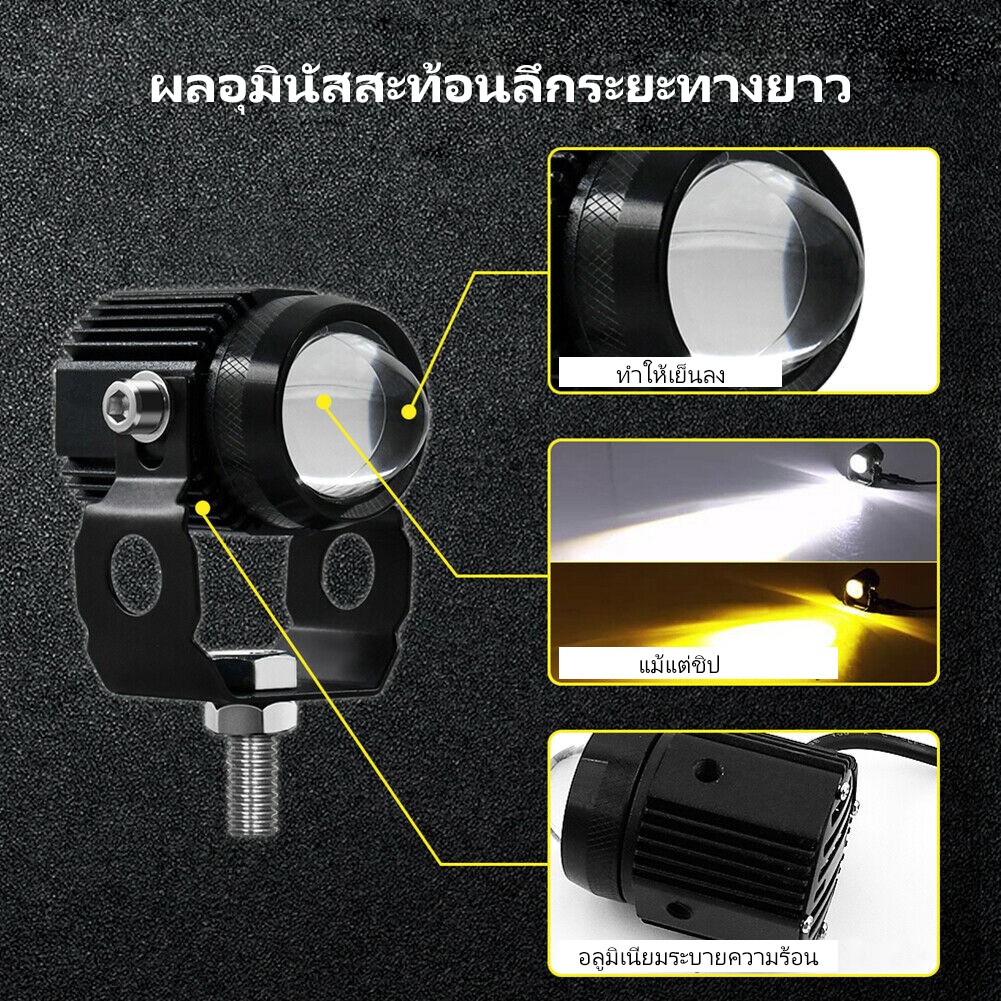 ผลอุมินัสสะท้อนลึกระยะทางยาว
ทำให้เย็นลง
แม้แต่ชิป
อลูมิเนียมระบายความร้อน